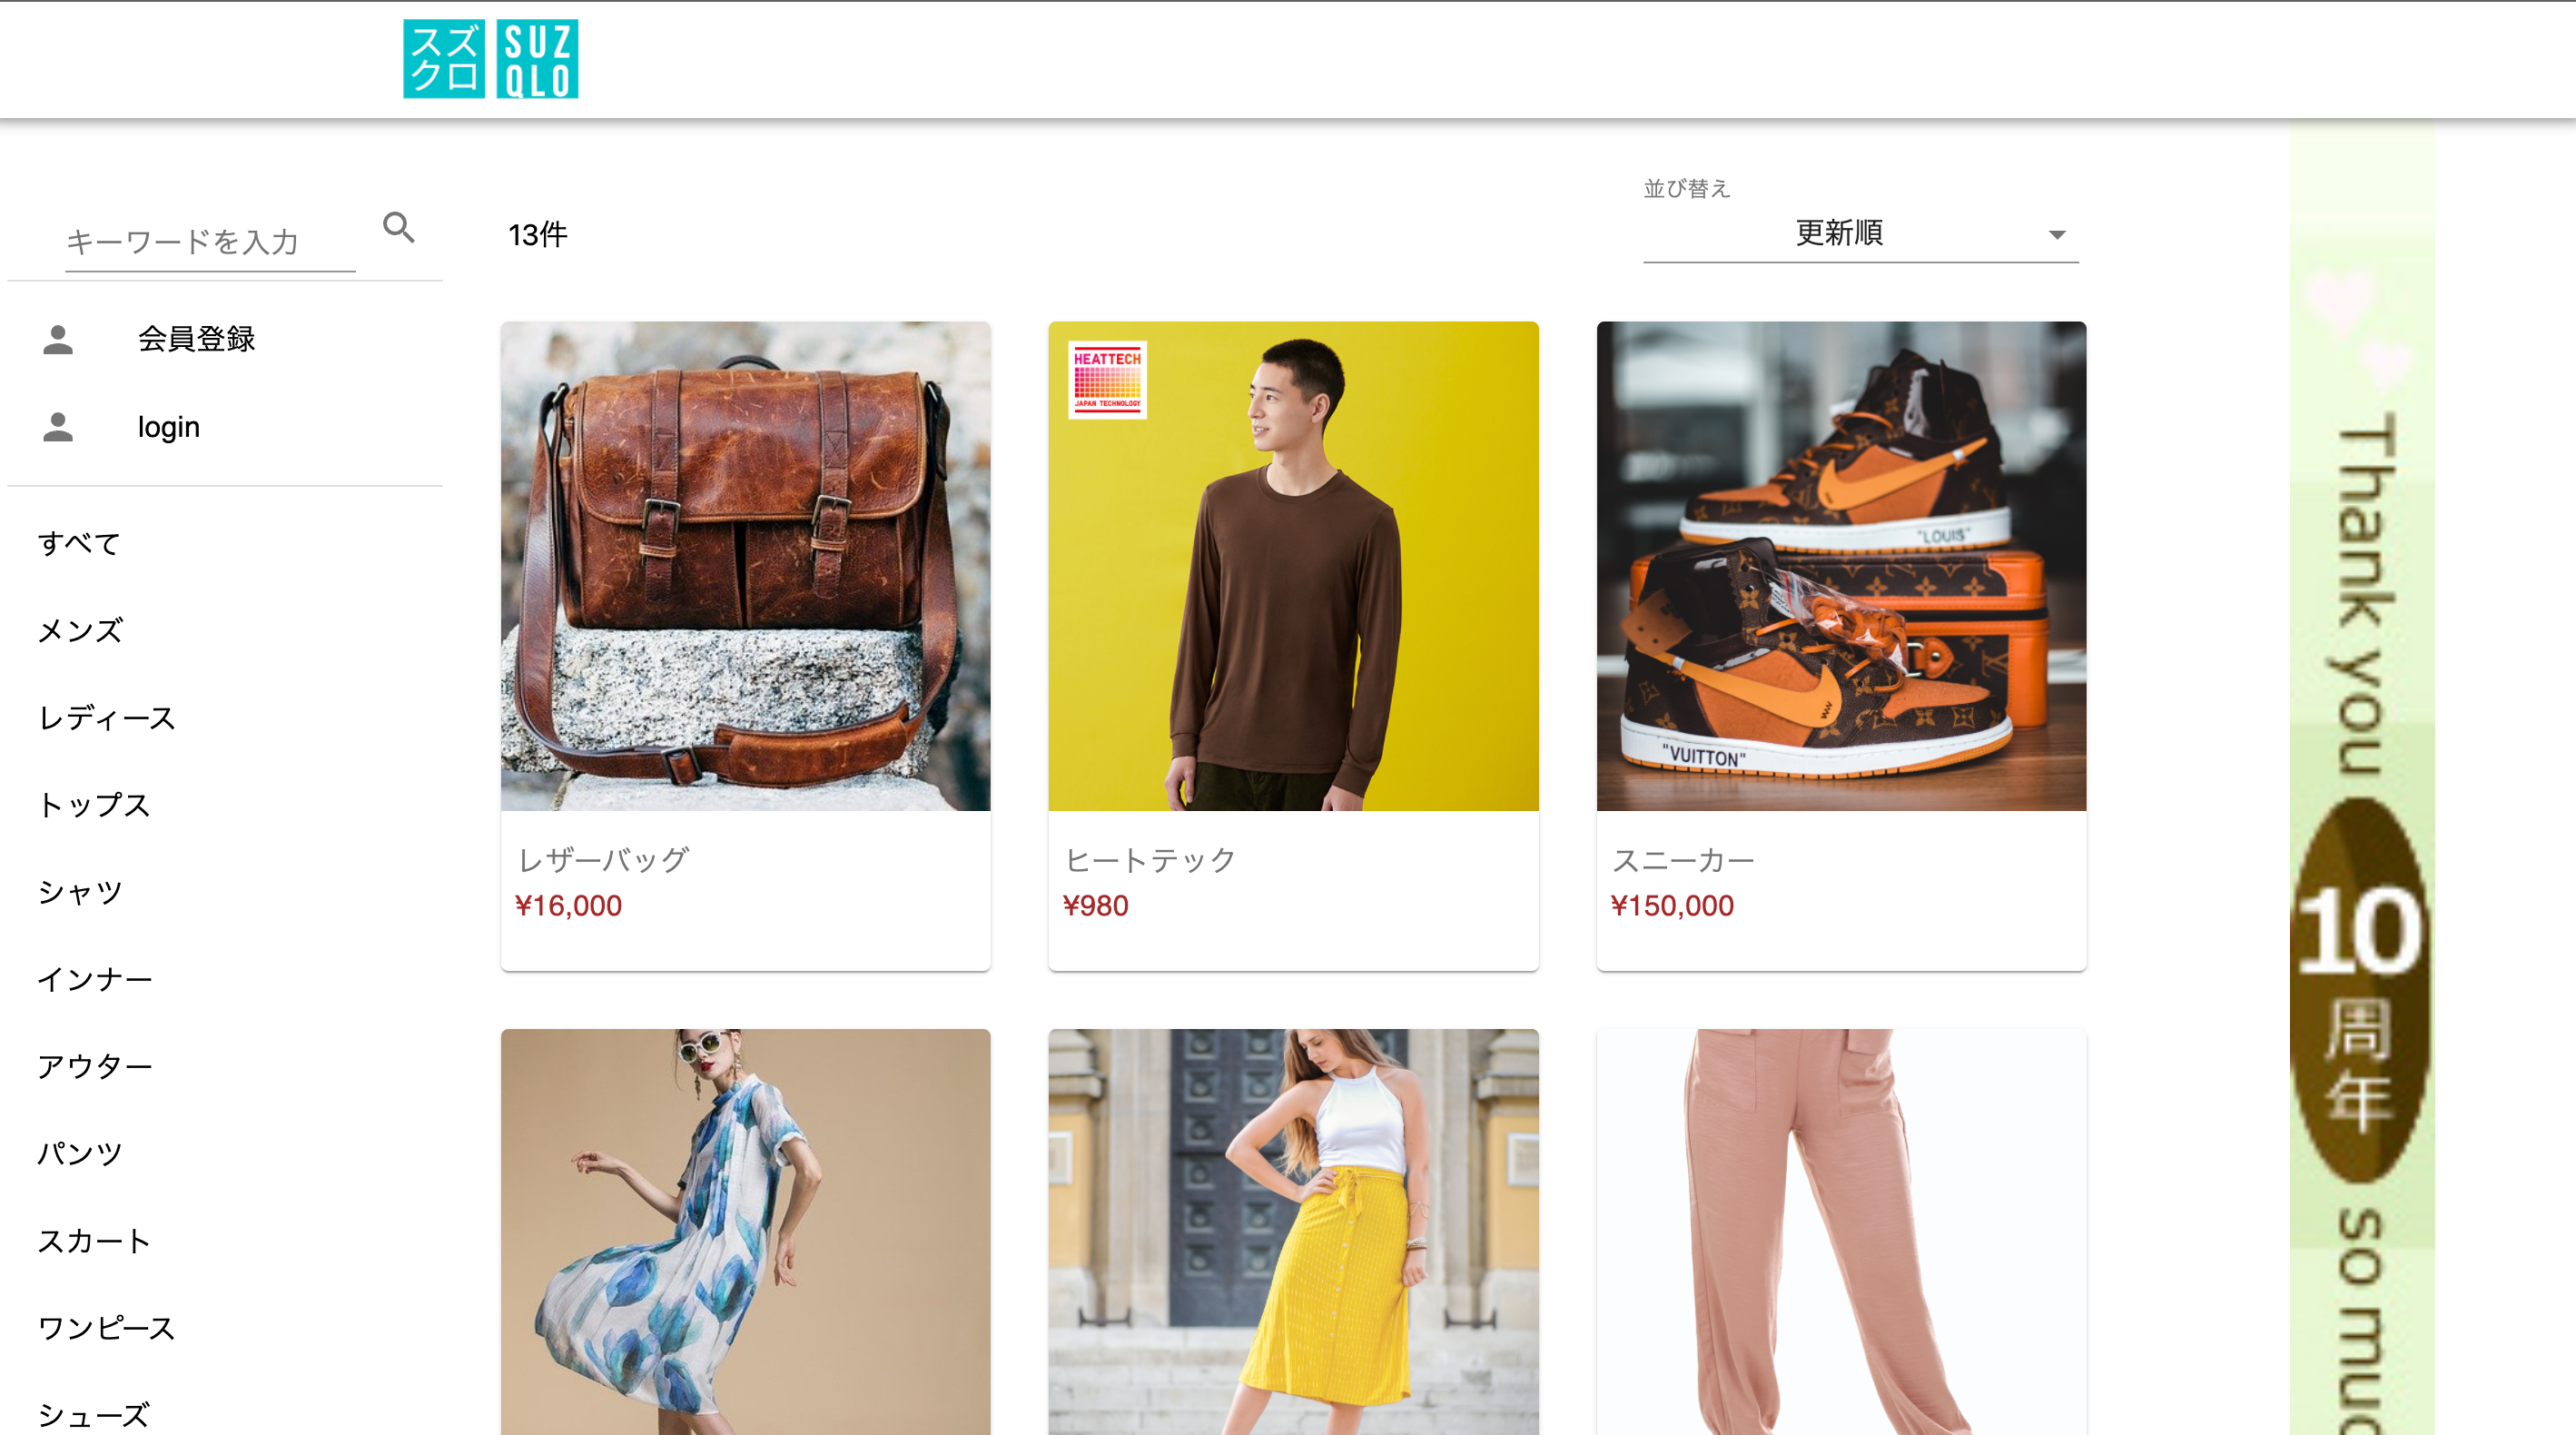 スズ
クロ
SUZ
QLO
キーワードを入力
会員登録
login
すべて
メンズ
レディース
トップス
シャツ
インナー
アウター
パンツ
スカート
ワンピース
シューズ
13件
並び替え
更新順
レザーバッグ
¥16,000
HEATTECH
JAPAN TECHNOLOGY
ヒートテック
¥980
"LOUIS"
"VUITTON"
スニーカー
¥150,000
Thank you
10
周
年
so muc